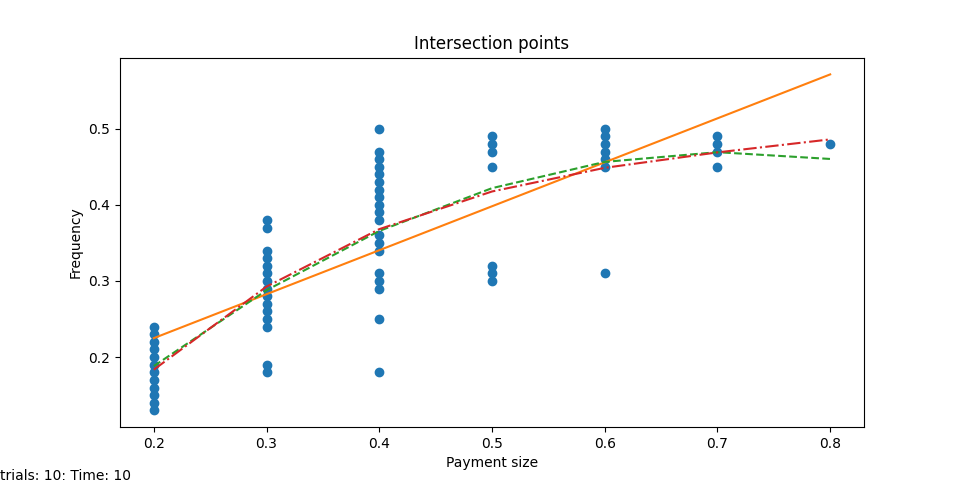 Intersection points
Frequency
0.5
0.4
0.3
0.2
0.2 0.3 0.4 0.5 0.6 0.7 0.8
Payment size
trials: 10: Time: 10